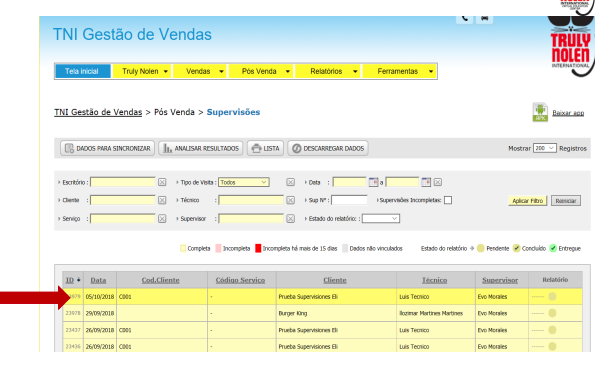 TNI Gestão de Vendas
TRULY
NOLEN
INTERNATIONAL
Tela inicial Truly Nolen Vendas Pós Venda Relatórios Ferramentas
TNI Gestão de Vendas > Pós Venda > Supervisões
Baixar app
DADOS PARA SINCRONIZAR ANALISAR RESULTADOS LISTA DESCARREGAR DADOS Mostrar 200 Registros
Escritório : Tipo de Visita : Todos Data : a
Cliente : Técnico : Sup Nº : Supervisões Incompletas: Aplicar Filtro Reiniciar
Serviço : Supervisor : Estado do relatório: :
Completa Incompleta Incompleta há mais de 15 dias Dados não vinculados Estado do relatório Pendente Concluído Entregue
ID Data Cod.Cliente Código Servico Cliente Técnico Supervisor Relatório
05/10/2018 C001 - Prueba Supervisiones Eli Luis Tecnico Evo Morales
22978 29/09/2018 - Burger King Ilozimar Martines Martines Evo Morales
23437 26/09/2018 C001 - Prueba Supervisiones Eli Luis Tecnico Evo Morales
23436 26/09/2018 C001 - Prueba Supervisiones Eli Luis Tecnico Evo Morales